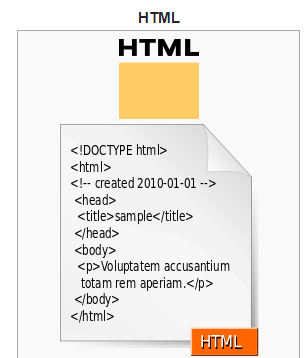 HTML
HTML
<!DOCTYPE html>
<html>
<!-- created 2010-01-01 -->
<head>
<title>sample</title>
</head>
<body>
<p>Voluptatem accusantium
totam rem aperiam.</p>
</body>
</html>
HTML